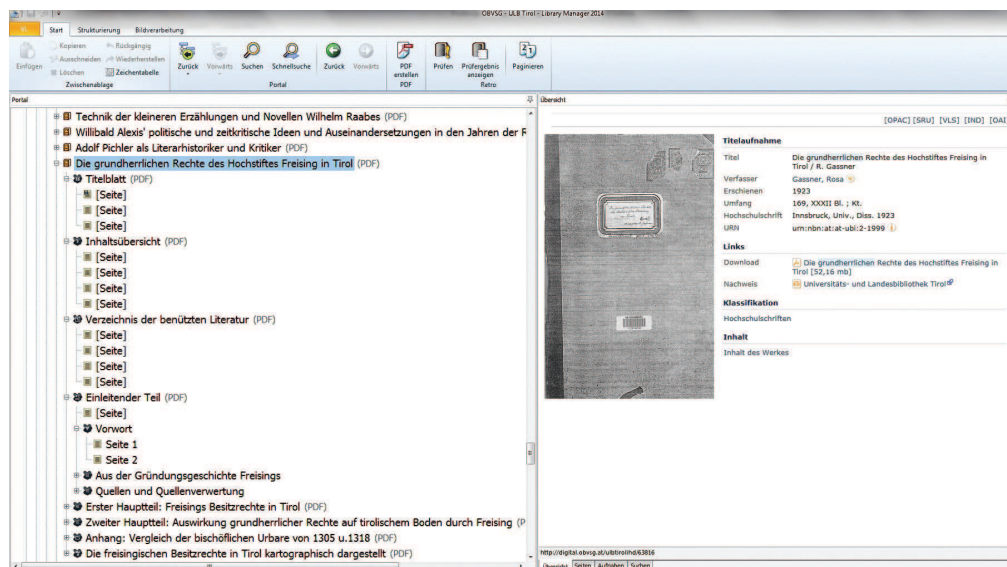 OBVSG - ULB Tirol - Library Manager 2014
Start Strukturierung Bildverarbeitung
Einfügen
Kopieren
Ausschneiden
Löschen
Rückgängig
Wiederherstellen
Zeichentabelle
Zurück Vorwärts Suchen Schnellsuche Zurück Vorwärts
PDF erstellen
Prüfen
Prüfergebnis anzeigen
Paginieren
Zwischenablage Portal PDF Retro
Portal
Technik der kleineren Erzählungen und Novellen Wilhelm Raabes (PDF)
Willibald Alexis' politische und zeitkritische Ideen und Auseinandersetzungen in den Jahren der R
Adolf Pichler als Literarhistoriker und Kritiker (PDF)
Die grundherrlichen Rechte des Hochstiftes Freising in Tirol (PDF)
Titelblatt (PDF)
[Seite]
[Seite]
[Seite]
Inhaltsübersicht (PDF)
[Seite]
[Seite]
[Seite]
[Seite]
Verzeichnis der benützten Literatur (PDF)
[Seite]
[Seite]
[Seite]
[Seite]
Einleitender Teil (PDF)
[Seite]
Vorwort
Seite 1
Seite 2
Aus der Gründungsgeschichte Freisings
Quellen und Quellenverwertung
Erster Hauptteil: Freisings Besitzrechte in Tirol (PDF)
Zweiter Hauptteil: Auswirkung grundherrlicher Rechte auf tirolischem Boden durch Freising (P
Anhang: Vergleich der bischöflichen Urbare von 1305 u.1318 (PDF)
Die freisingischen Besitzrechte in Tirol kartographisch dargestellt (PDF)
Übersicht
[OPAC] [SRU] [VLS] [IND] [OAI
Titelaufnahme
Titel Die grundherrlichen Rechte des Hochstiftes Freising in
Tirol / R. Gassner
Verfasser Gassner, Rosa
Erschienen 1923
Umfang 169, XXXII Bl. ; Kt.
Hochschulschrift Innsbruck, Univ., Diss. 1923
URN urn:nbn:at:at-ubi:2-1999
Links
Download Die grundherrlichen Rechte des Hochstiftes Freising in
Tirol [52,16 mb]
Nachweis Universitäts- und Landesbibliothek Tirol
Klassifikation
Hochschulschriften
Inhalt
Inhalt des Werkes
http://digital.obvsg.at/ulbtirolhd/63816
Übersicht Seiten Aufnahmen Suchen